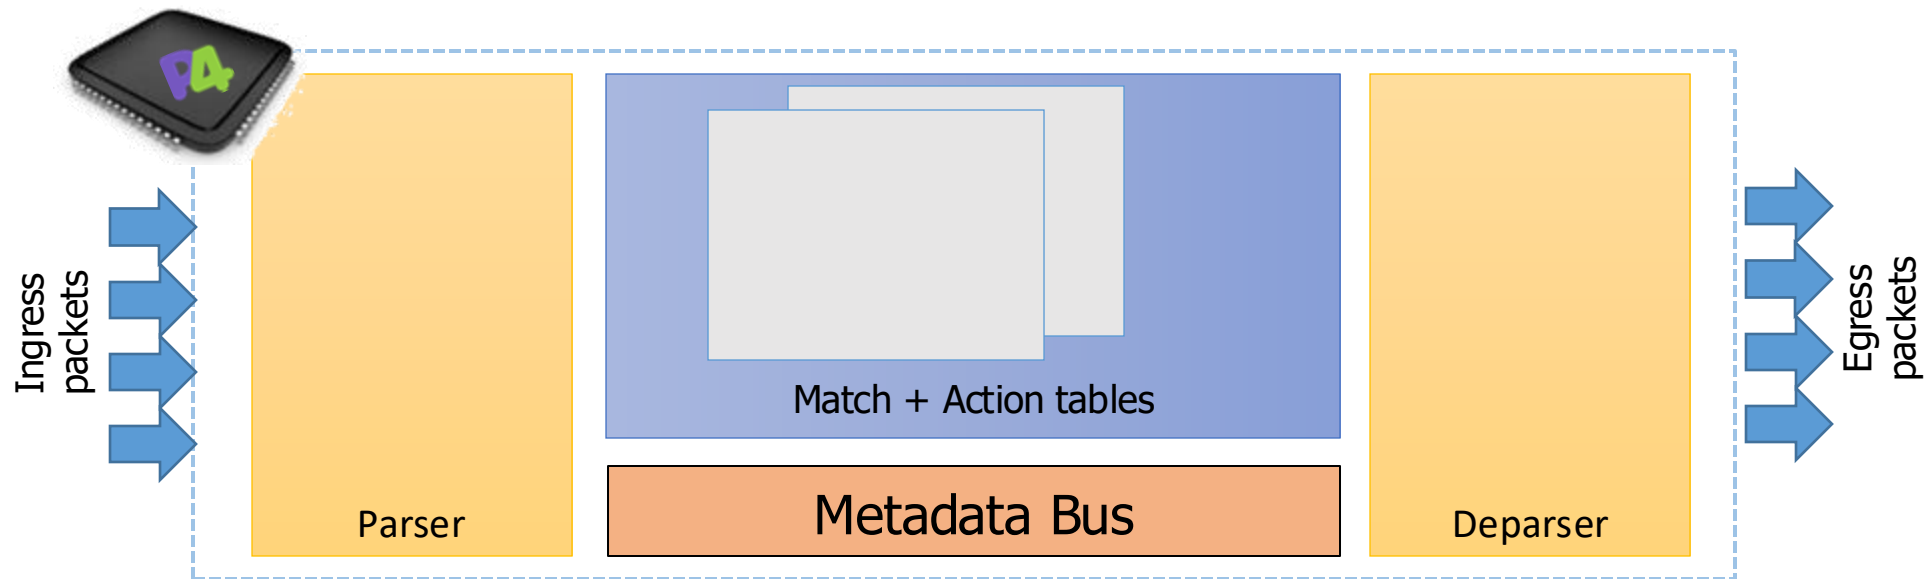 P4
Ingress
packets
Parser
Match + Action tables
Metadata Bus
Deparser
Egress
packets